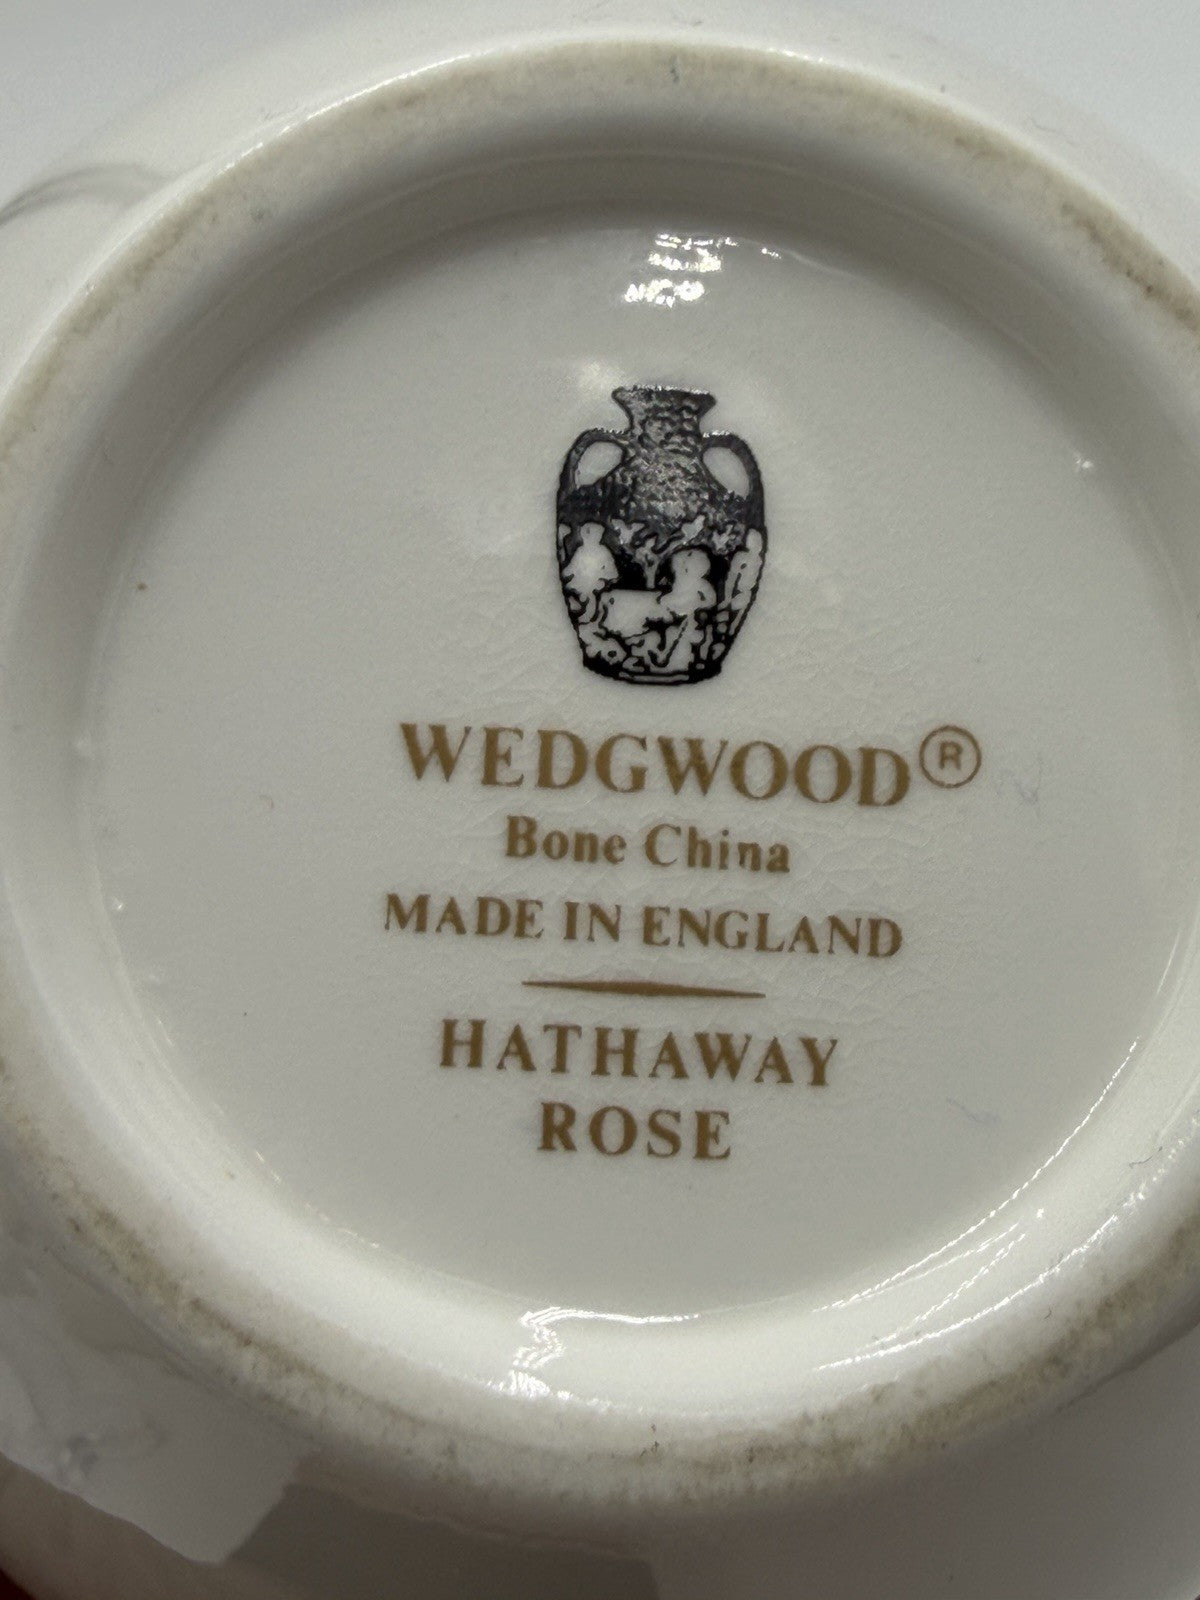 WEDGWOOD®
Bone China
MADE IN ENGLAND
HATHAWAY
ROSE